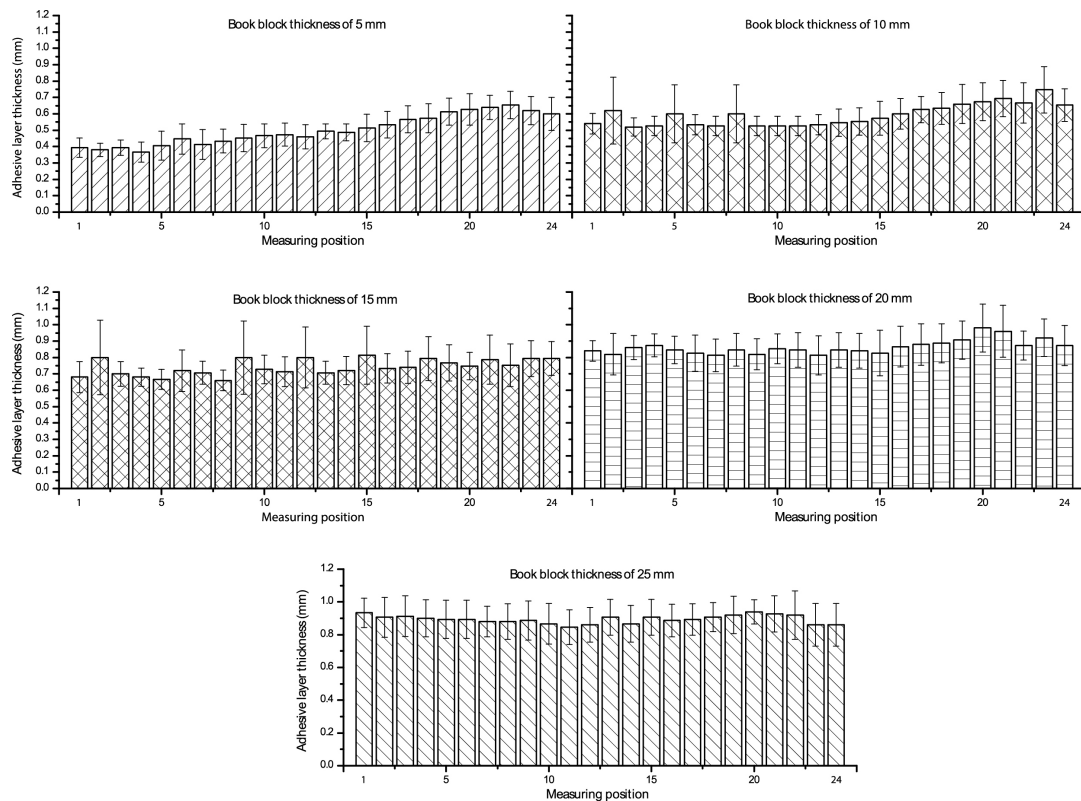 Book block thickness of 5 mm
Adhesive layer thickness (mm)
1.2
1.1
1.0
0.9
0.8
0.7
0.6
0.5
0.4
0.3
0.2
0.1
0.0
1 5 10 15 20 24
Measuring position
Book block thickness of 10 mm
1 5 10 15 20 24
Measuring position
Book block thickness of 15 mm
Adhesive layer thickness (mm)
1.2
1.1
1.0
0.9
0.8
0.7
0.6
0.5
0.4
0.3
0.2
0.1
0.0
1 5 10 15 20 24
Measuring position
Book block thickness of 20 mm
1 5 10 15 20 24
Measuring position
Book block thickness of 25 mm
Adhesive layer thickness (mm)
1.2
1.0
0.8
0.6
0.4
0.2
0.0
1 5 10 15 20 24
Measuring position